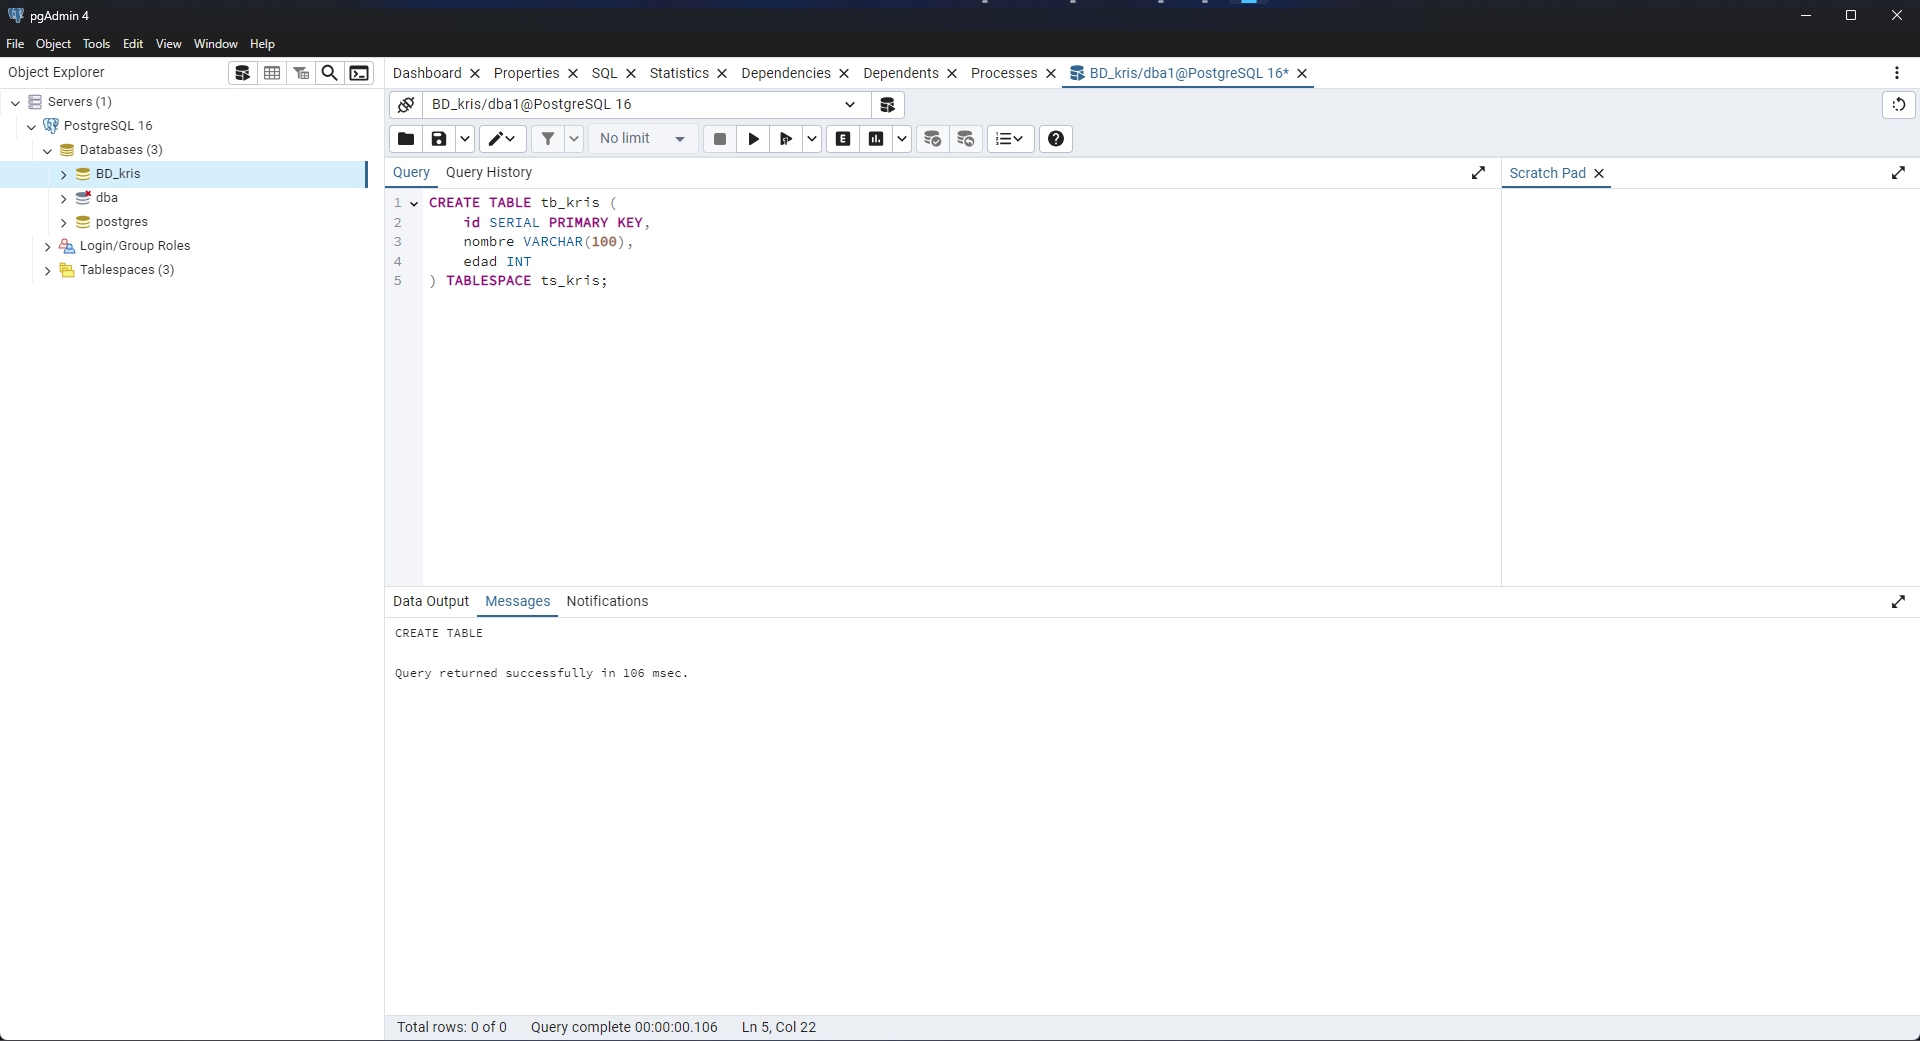 pgAdmin 4
File Object Tools Edit View Window Help
Object Explorer
Servers (1)
PostgreSQL 16
Databases (3)
BD_kris
dba
postgres
Login/Group Roles
Tablespaces (3)
Dashboard Properties SQL Statistics Dependencies Dependents Processes BD_kris/dba1@PostgreSQL 16*
BD_kris/dba1@PostgreSQL 16
No limit
E
Query Query History
Scratch Pad
1 CREATE TABLE tb_kris (
2 id SERIAL PRIMARY KEY,
3 nombre VARCHAR(100),
4 edad INT
5 ) TABLESPACE ts_kris;
Data Output Messages Notifications
CREATE TABLE
Query returned successfully in 106 msec.
Total rows: 0 of 0 Query complete 00:00:00.106 Ln 5, Col 22